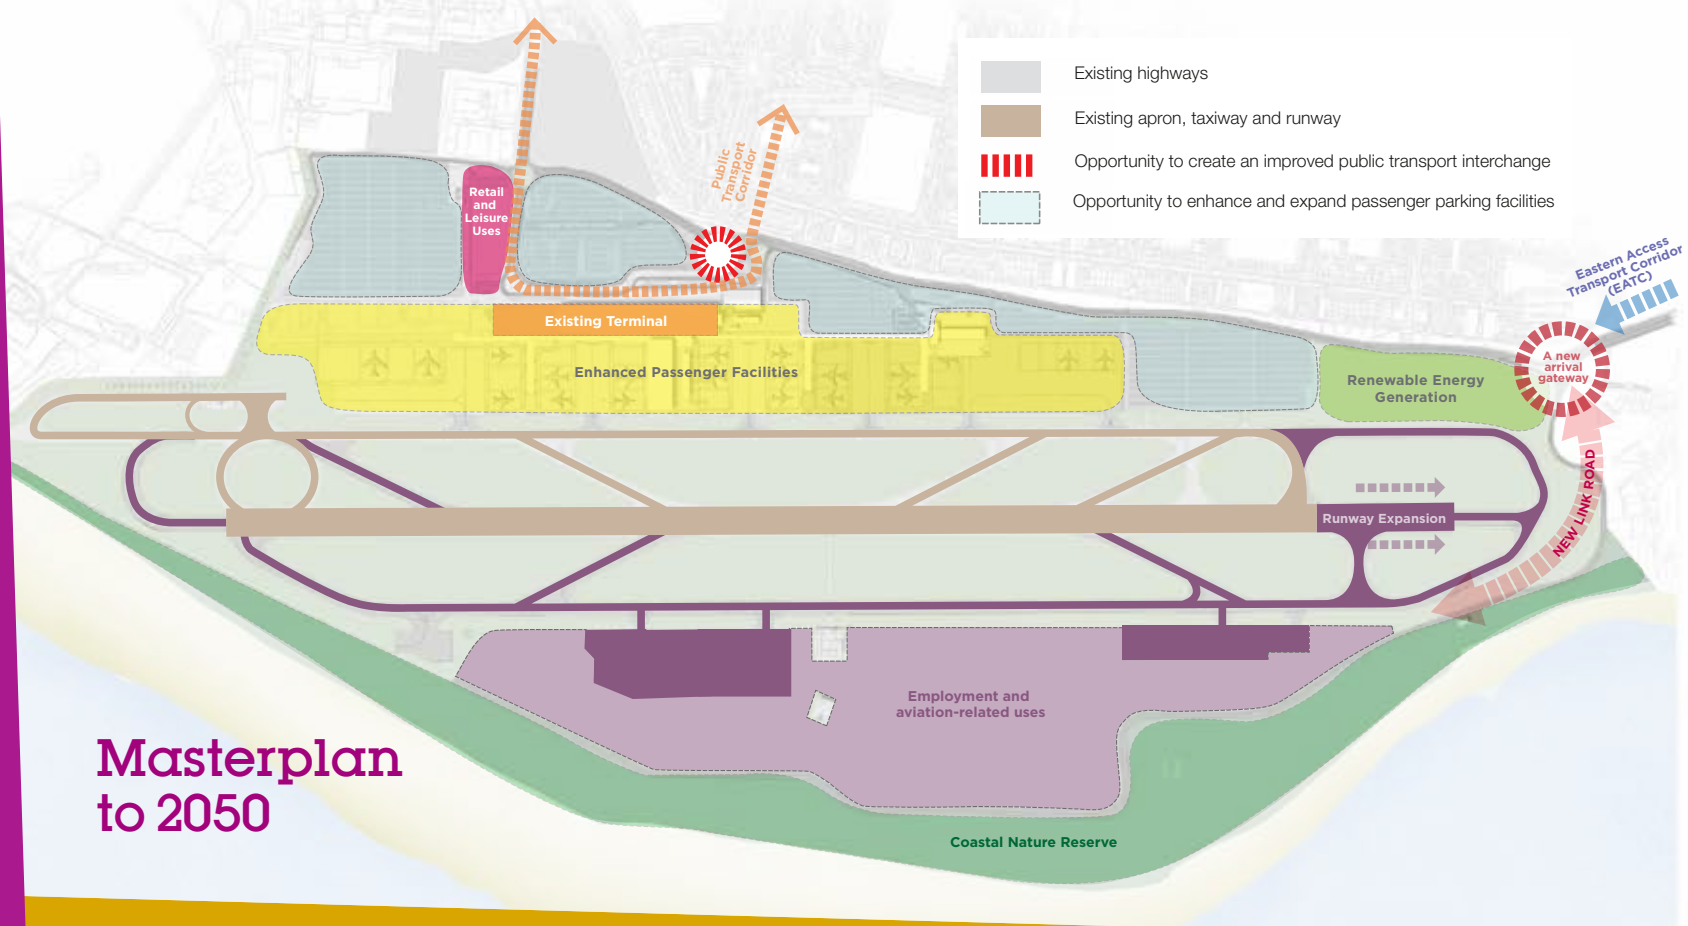 Existing highways
Existing apron, taxiway and runway
Opportunity to create an improved public transport interchange
Opportunity to enhance and expand passenger parking facilities
Public
Transport
Corridor
Retail
and
Leisure
Uses
Eastern Access
Transport Corridor
(EATC)
Existing Terminal
A new
arrival
gateway
Enhanced Passenger Facilities
Renewable Energy
Generation
NEW LINK ROAD
Runway Expansion
Employment and
aviation-related uses
Masterplan
to 2050
Coastal Nature Reserve